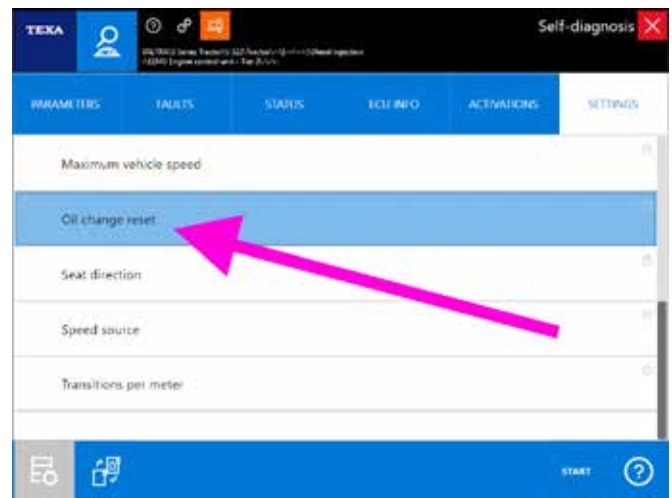 TEXA
Self-diagnosis
PARAMETERS FAULTS STATUS ECU INFO ACTIVATIONS SETTINGS
Maximum vehicle speed
Oil change reset
Seat direction
Speed source
Transitions per meter
START